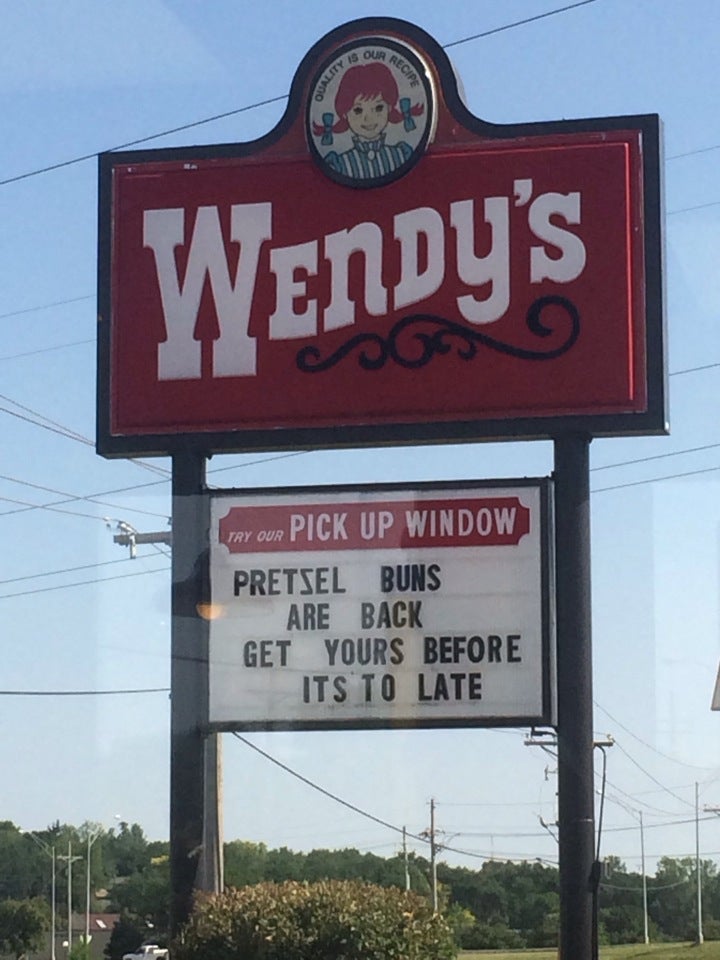 QUALITY IS OUR RECIPE
WENDY'S
TRY OUR PICK UP WINDOW
PRETZEL BUNS
ARE BACK
GET YOURS BEFORE
ITS TO LATE